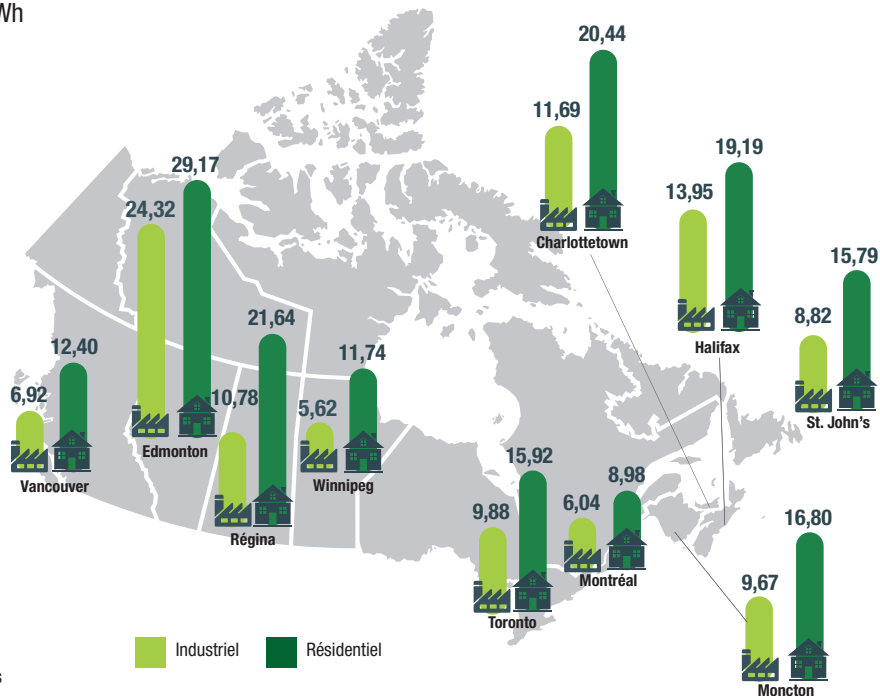 Wh
20,44
11,69
Charlottetown
19,19
13,95
Halifax
29,17
24,32
Edmonton
15,79
8,82
St. John's
21,64
10,78
Régina
12,40
6,92
Vancouver
11,74
5,62
Winnipeg
15,92
9,88
Toronto
8,98
6,04
Montréal
16,80
9,67
Moncton
Industriel
Résidentiel
s